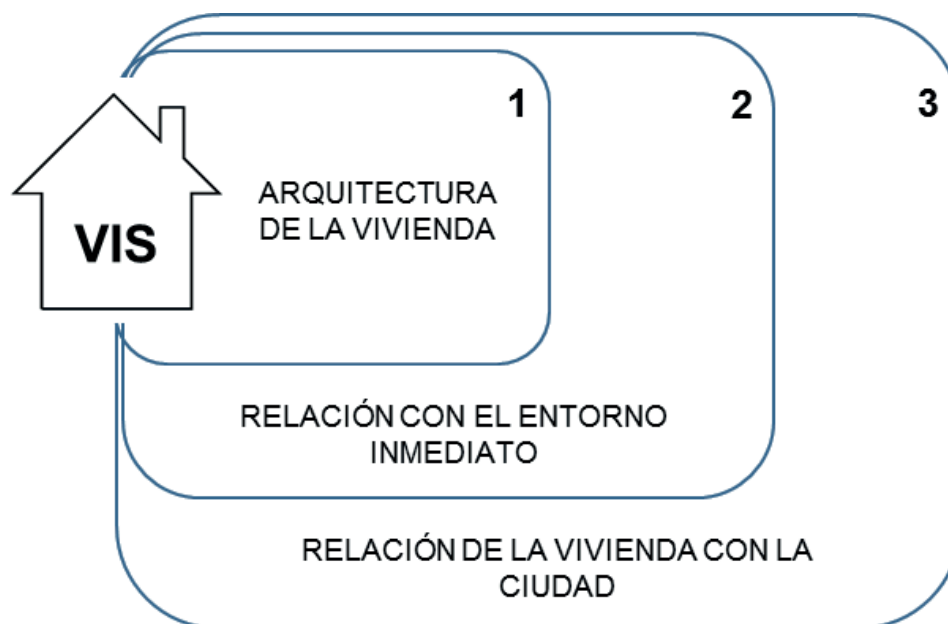 1
2
3
VIS
ARQUITECTURA
DE LA VIVIENDA
RELACIÓN CON EL ENTORNO
INMEDIATO
RELACIÓN DE LA VIVIENDA CON LA
CIUDAD